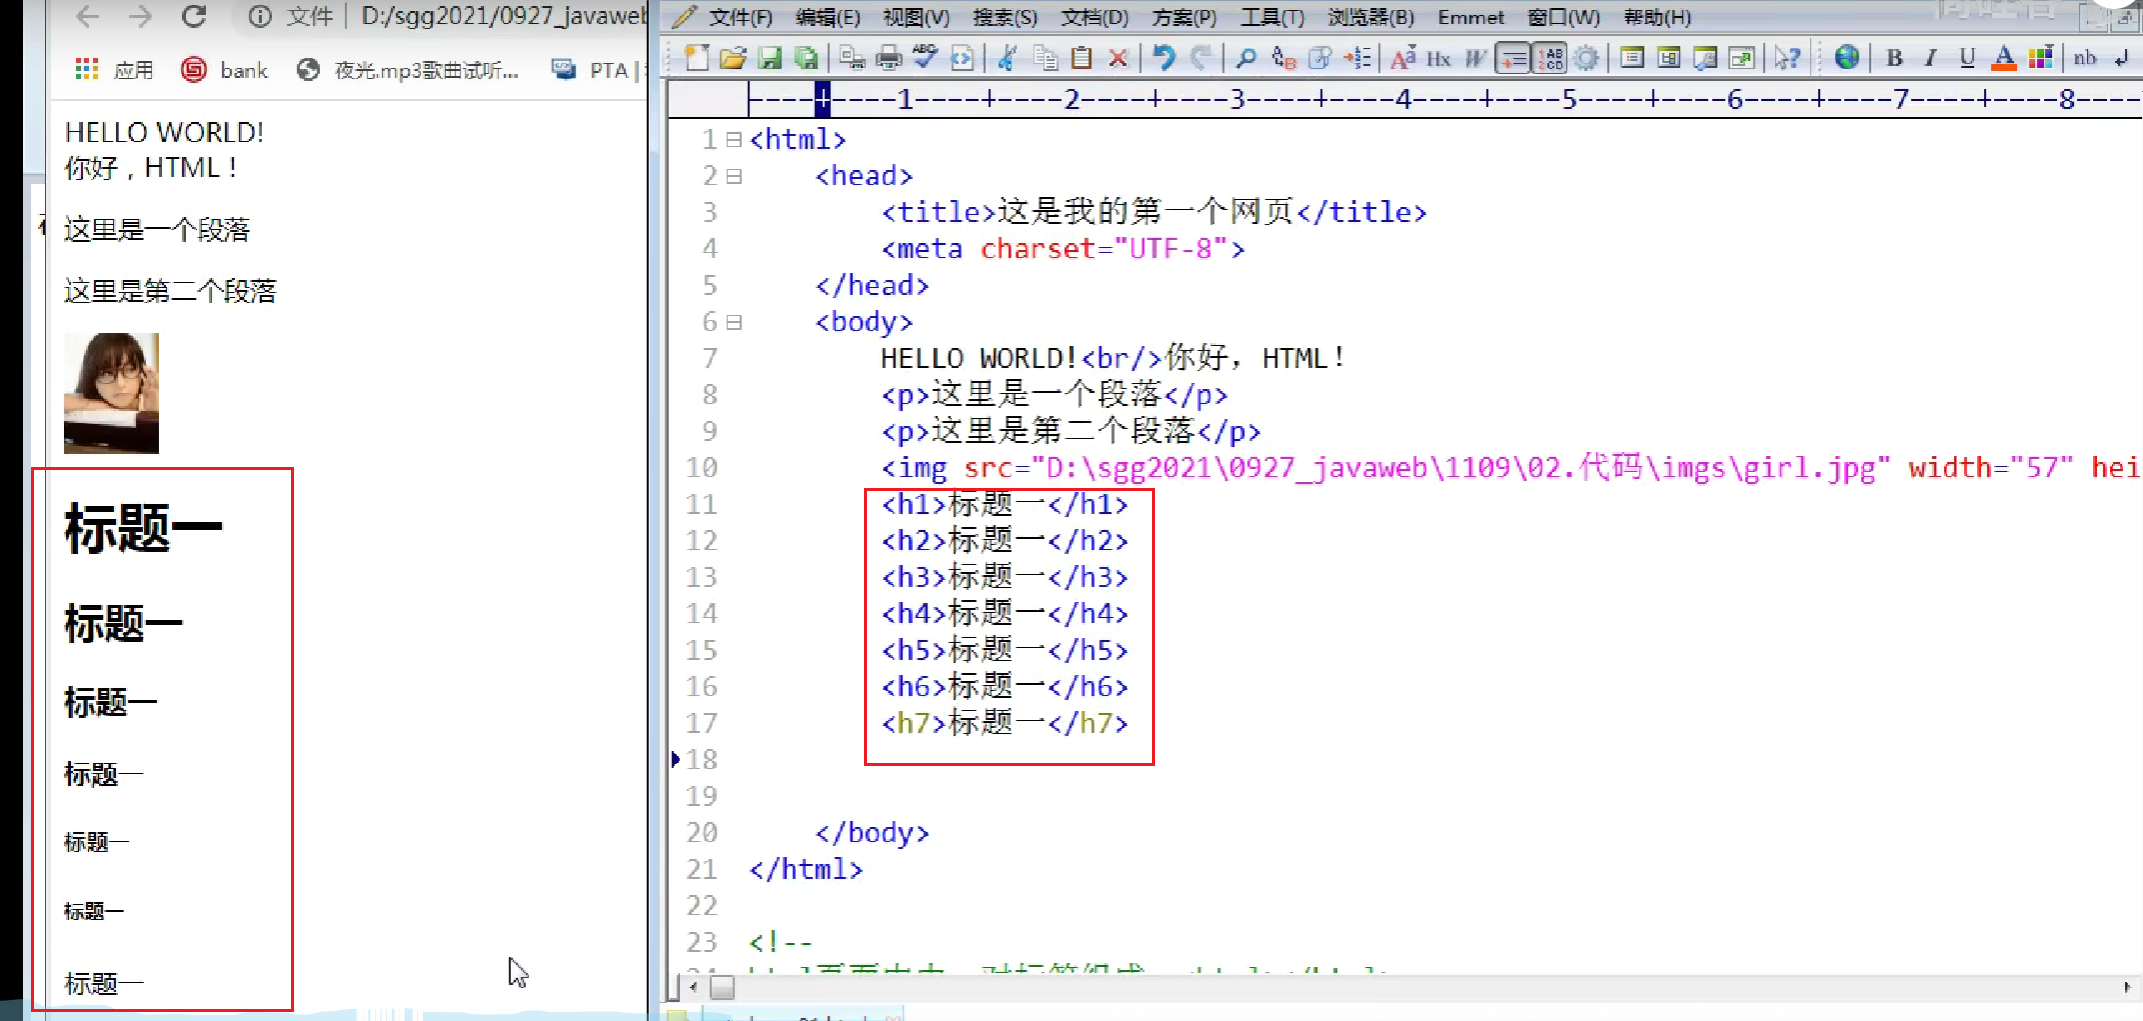 文件 D:/sgg2021/0927_javaweb
应用 bank 夜光.mp3歌曲试听... PTA |
HELLO WORLD!
你好，HTML！
这里是一个段落
这里是第二个段落
标题一
标题一
标题一
标题一
标题一
标题一
标题一
文件(F) 编辑(E) 视图(V) 搜索(S) 文档(D) 方案(P) 工具(T) 浏览器(B) Emmet 窗口(W) 帮助(H)
Hx W B I U A nb
----+----1----+----2----+----3----+----4----+----5----+----6----+----7----+----8----
1 <html>
2 <head>
3 <title>这是我的第一个网页</title>
4 <meta charset="UTF-8">
5 </head>
6 <body>
7 HELLO WORLD!<br/>你好，HTML！
8 <p>这里是一个段落</p>
9 <p>这里是第二个段落</p>
10 <img src="D:\sgg2021\0927_javaweb\1109\02.代码\imgs\girl.jpg" width="57" hei
11 <h1>标题一</h1>
12 <h2>标题一</h2>
13 <h3>标题一</h3>
14 <h4>标题一</h4>
15 <h5>标题一</h5>
16 <h6>标题一</h6>
17 <h7>标题一</h7>
18
19
20 </body>
21 </html>
22
23 <!--